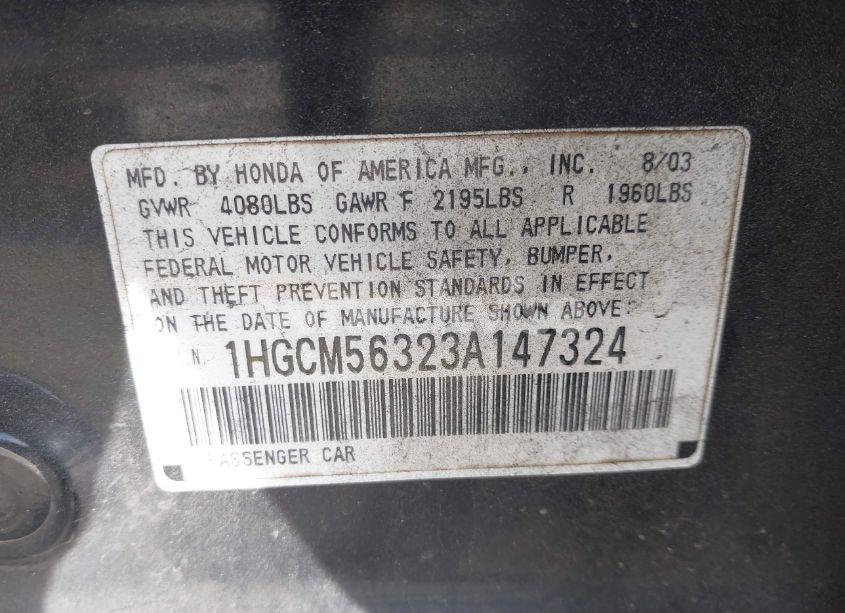 MFD. BY HONDA OF AMERICA MFG., INC. 8/03
GVWR 4080LBS GAWR F 2195LBS R 1960LBS
THIS VEHICLE CONFORMS TO ALL APPLICABLE
FEDERAL MOTOR VEHICLE SAFETY, BUMPER,
AND THEFT PREVENTION STANDARDS IN EFFECT
ON THE DATE OF MANUFACTURE SHOWN ABOVE.
1HGCM56323A147324
PASSENGER CAR